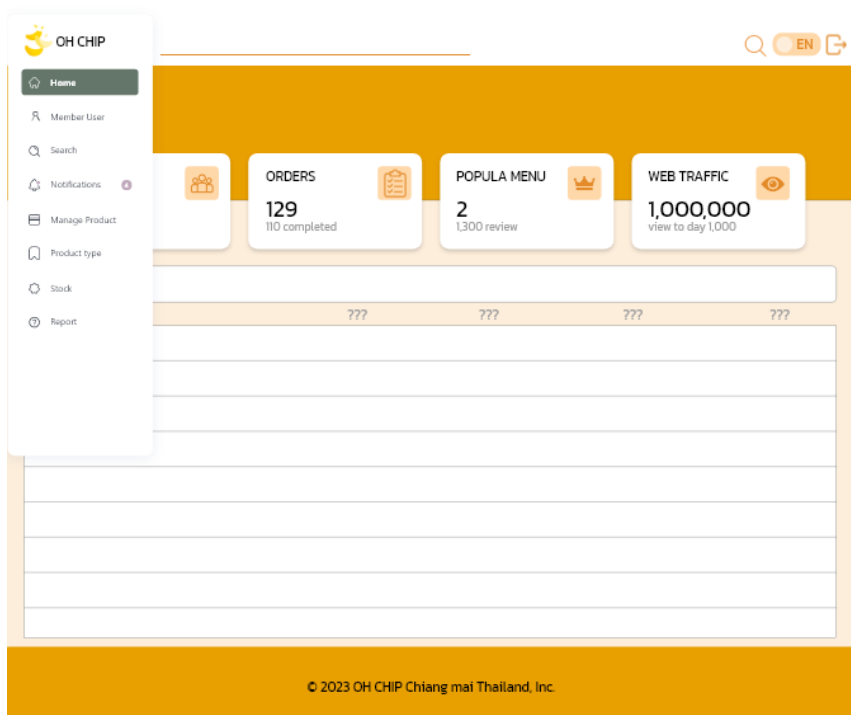 OH CHIP
EN
Home
Member User
Search
Notifications
Manage Product
Product type
Stock
Report
ORDERS
129
110 completed
POPULA MENU
2
1,300 review
WEB TRAFFIC
1,000,000
view to day 1,000
??? ??? ??? ???
© 2023 OH CHIP Chiang mai Thailand, Inc.